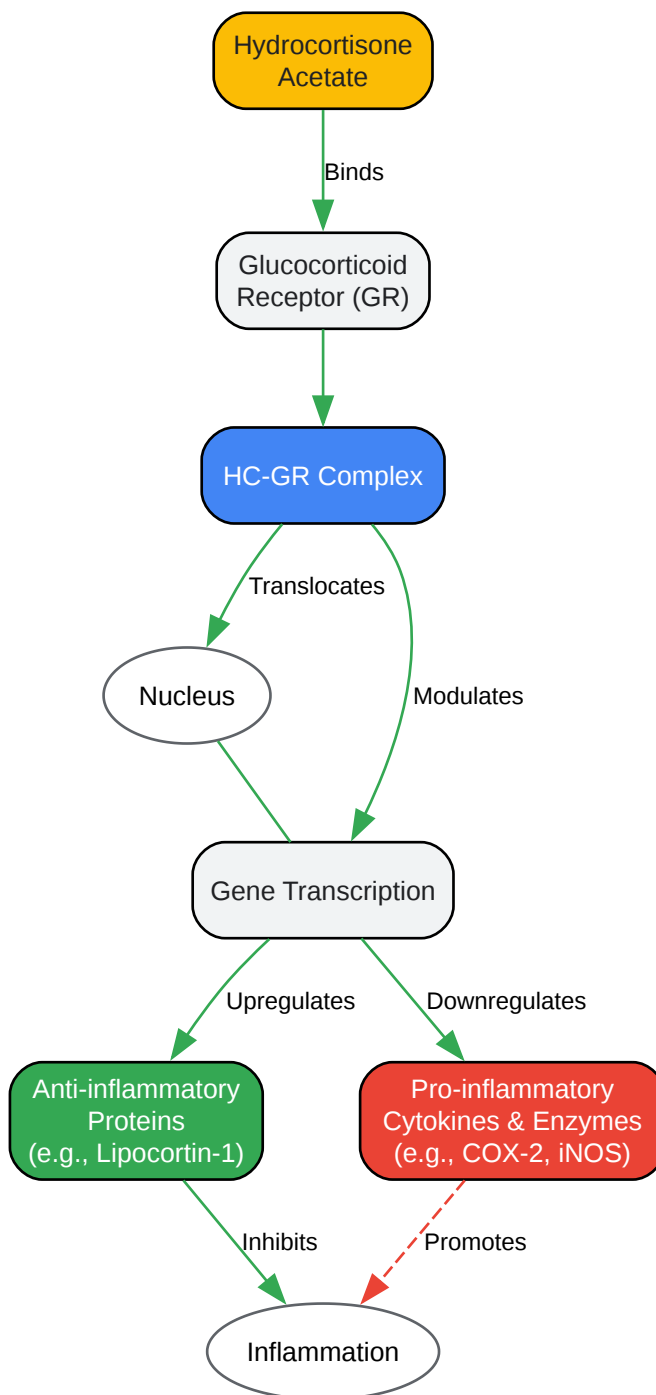 Hydrocortisone
Acetate
Binds
Glucocorticoid
Receptor (GR)
HC-GR Complex
Translocates
Nucleus
Modulates
Gene Transcription
Upregulates
Downregulates
Anti-inflammatory
Proteins
(e.g., Lipocortin-1)
Pro-inflammatory
Cytokines & Enzymes
(e.g., COX-2, iNOS)
Inhibits
Promotes
Inflammation